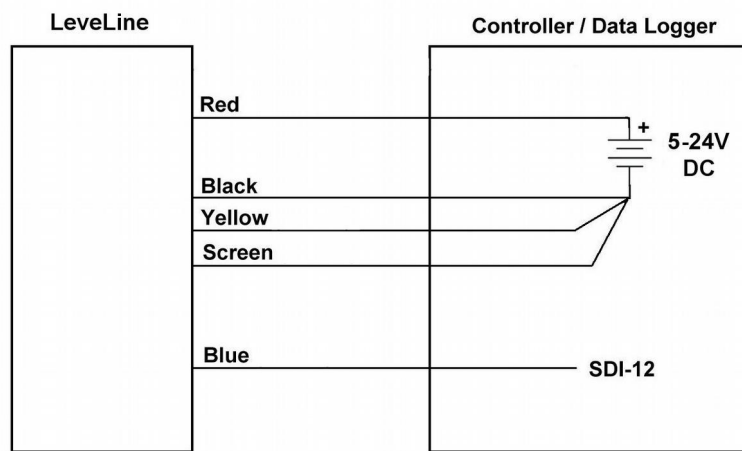 LeveLine
Controller / Data Logger
Red
+
5-24V
DC
Black
Yellow
Screen
Blue
SDI-12